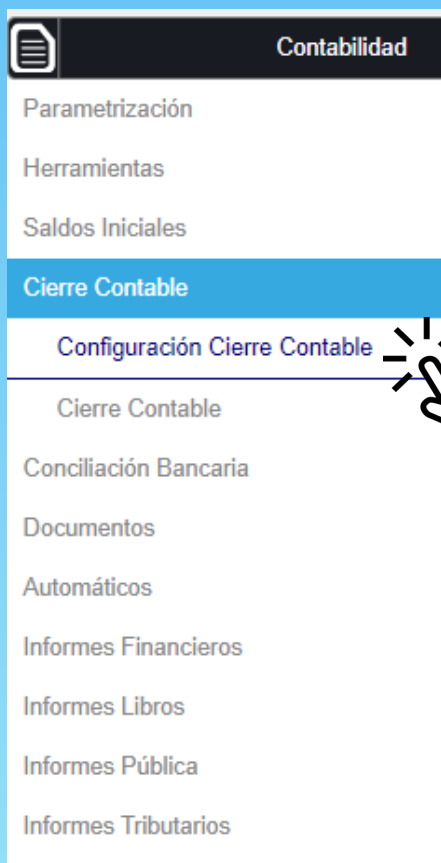 Contabilidad
Parametrización
Herramientas
Saldos Iniciales
Cierre Contable
Configuración Cierre Contable
Cierre Contable
Conciliación Bancaria
Documentos
Automáticos
Informes Financieros
Informes Libros
Informes Pública
Informes Tributarios